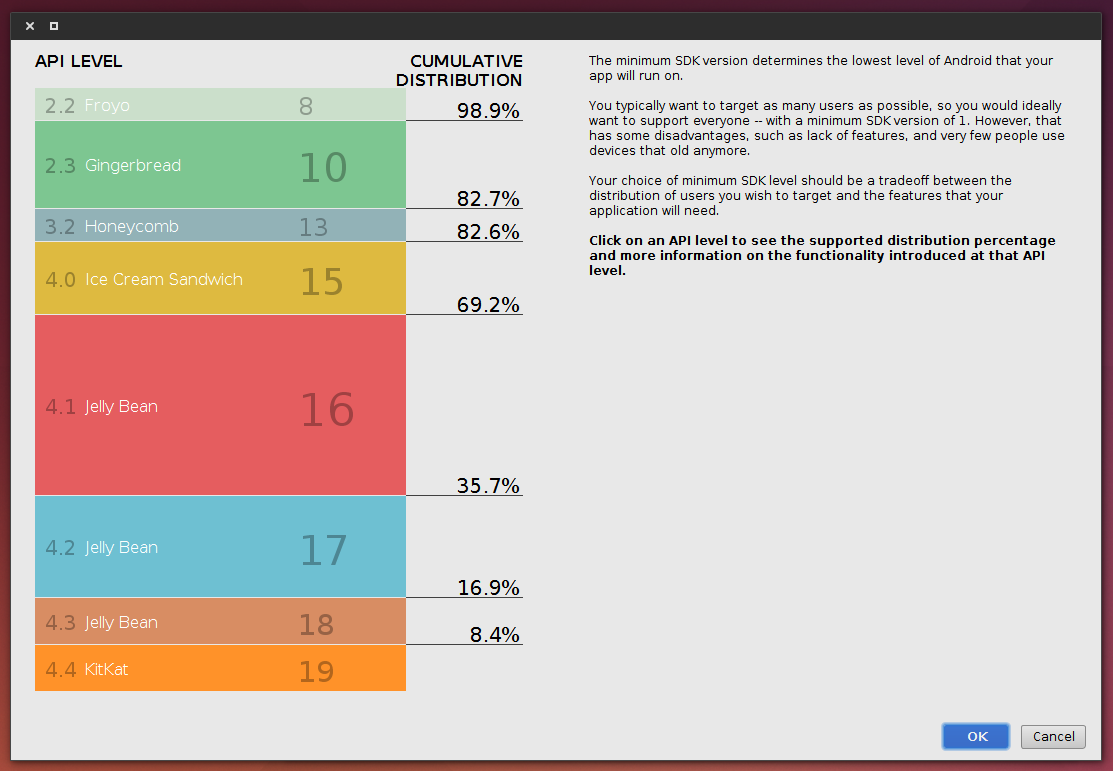 API LEVEL
CUMULATIVE
DISTRIBUTION
2.2 Froyo 8
98.9%
2.3 Gingerbread 10
82.7%
3.2 Honeycomb 13
82.6%
4.0 Ice Cream Sandwich 15
69.2%
4.1 Jelly Bean 16
35.7%
4.2 Jelly Bean 17
16.9%
4.3 Jelly Bean 18
8.4%
4.4 KitKat 19
The minimum SDK version determines the lowest level of Android that your
app will run on.
You typically want to target as many users as possible, so you would ideally
want to support everyone -- with a minimum SDK version of 1. However, that
has some disadvantages, such as lack of features, and very few people use
devices that old anymore.
Your choice of minimum SDK level should be a tradeoff between the
distribution of users you wish to target and the features that your
application will need.
Click on an API level to see the supported distribution percentage
and more information on the functionality introduced at that API
level.
OK
Cancel